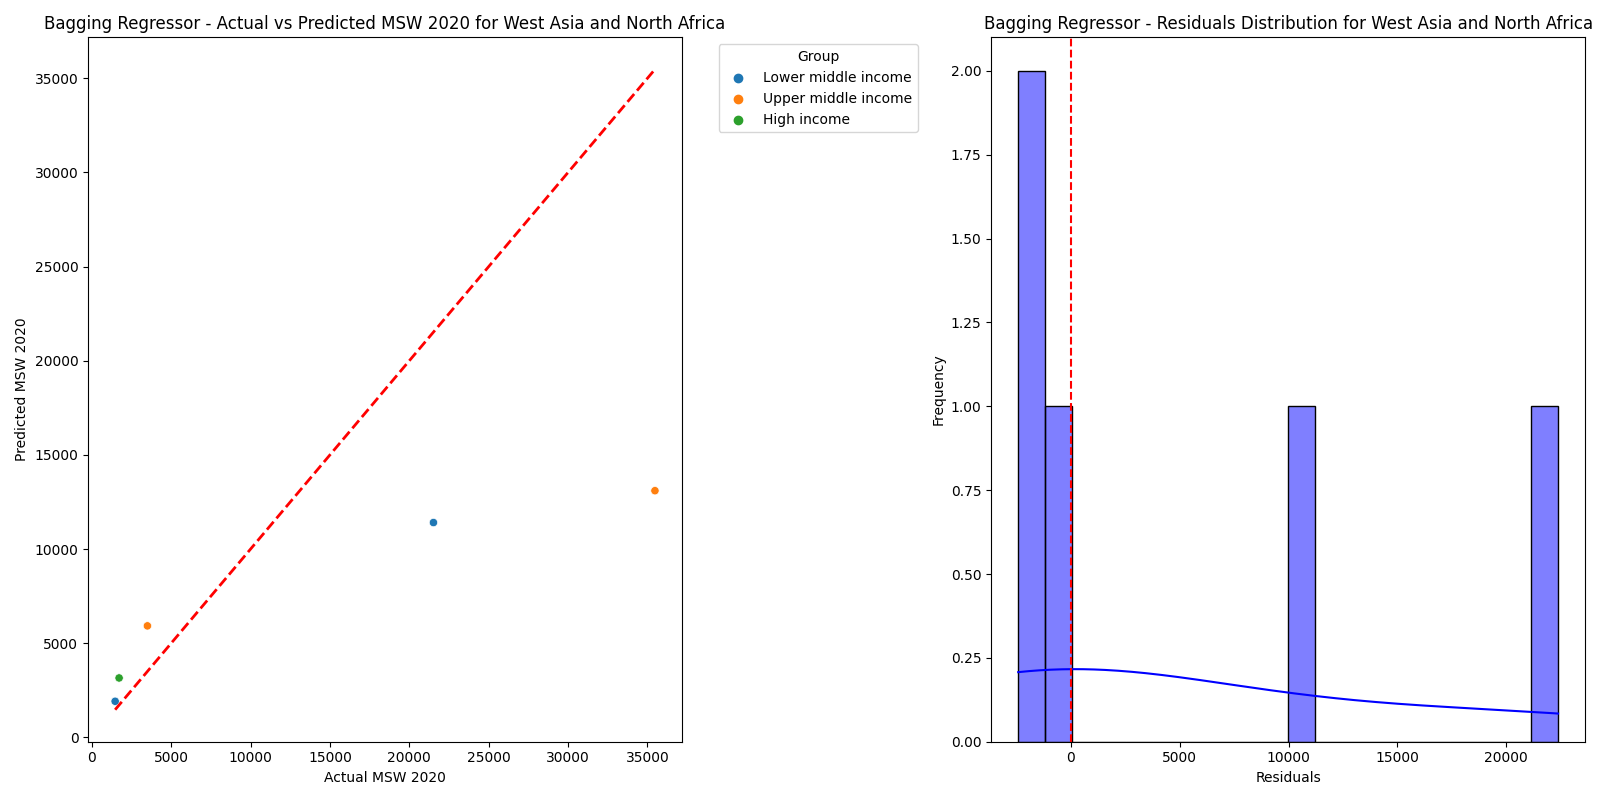 Bagging Regressor - Actual vs Predicted MSW 2020 for West Asia and North Africa
Predicted MSW 2020
35000
30000
25000
20000
15000
10000
5000
0
0 5000 10000 15000 20000 25000 30000 35000
Actual MSW 2020
Group
Lower middle income
Upper middle income
High income
Bagging Regressor - Residuals Distribution for West Asia and North Africa
Frequency
2.00
1.75
1.50
1.25
1.00
0.75
0.50
0.25
0.00
0 5000 10000 15000 20000
Residuals